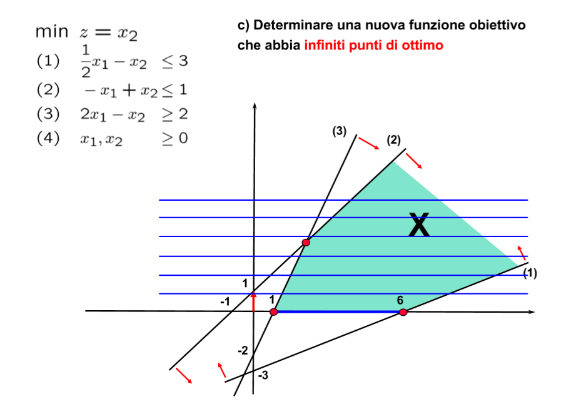 min z = x₂
(1) ½x₁ − x₂ ≤ 3
(2) − x₁ + x₂ ≤ 1
(3) 2x₁ − x₂ ≥ 2
(4) x₁, x₂ ≥ 0
c) Determinare una nuova funzione obiettivo
che abbia infiniti punti di ottimo
(3)
(2)
X
(1)
1
-1
1
6
-2
-3